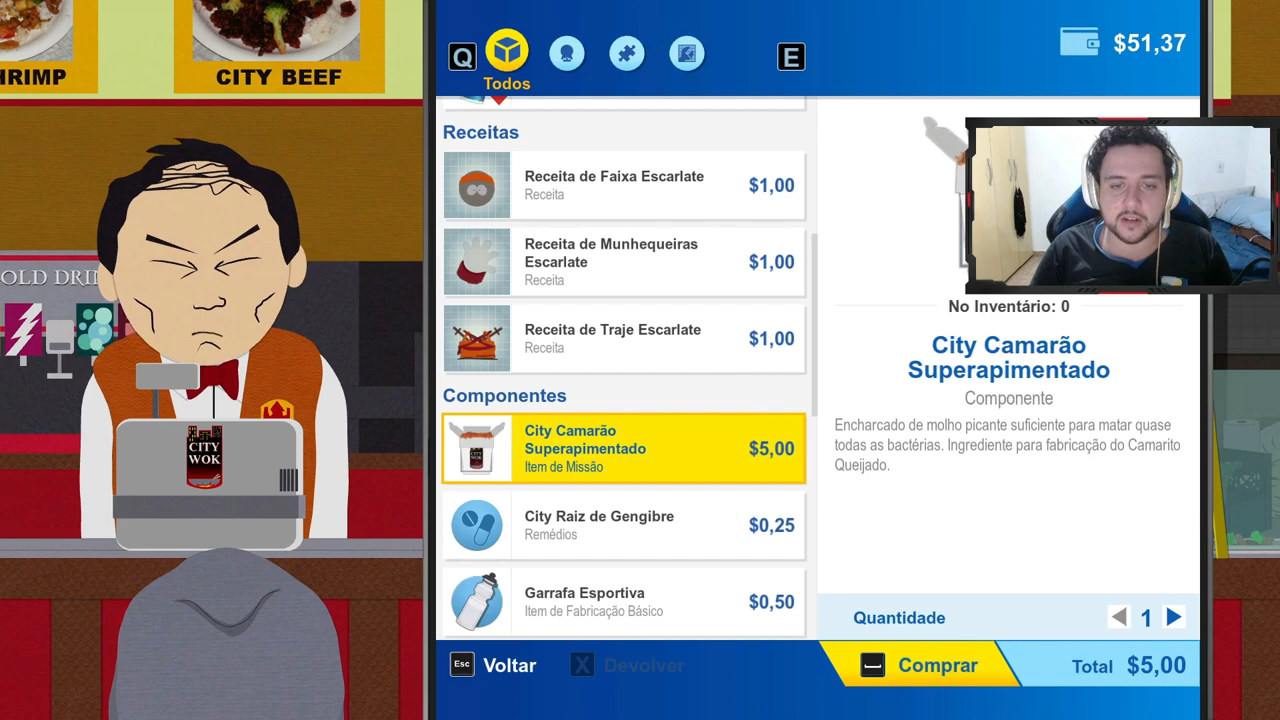 HRIMP
CITY BEEF
OLD DRIN
CITY
WOK
Q
Todos
E
$51,37
Receitas
Receita de Faixa Escarlate
Receita
$1,00
Receita de Munhequeiras
Escarlate
Receita
$1,00
Receita de Traje Escarlate
Receita
$1,00
Componentes
CITY
WOK
City Camarão
Superapimentado
Item de Missão
$5,00
City Raiz de Gengibre
Remédios
$0,25
Garrafa Esportiva
Item de Fabricação Básico
$0,50
No Inventário: 0
City Camarão
Superapimentado
Componente
Encharcado de molho picante suficiente para matar quase
todas as bactérias. Ingrediente para fabricação do Camarito
Queijado.
Quantidade
1
Esc Voltar
X Devolver
Comprar
Total $5,00